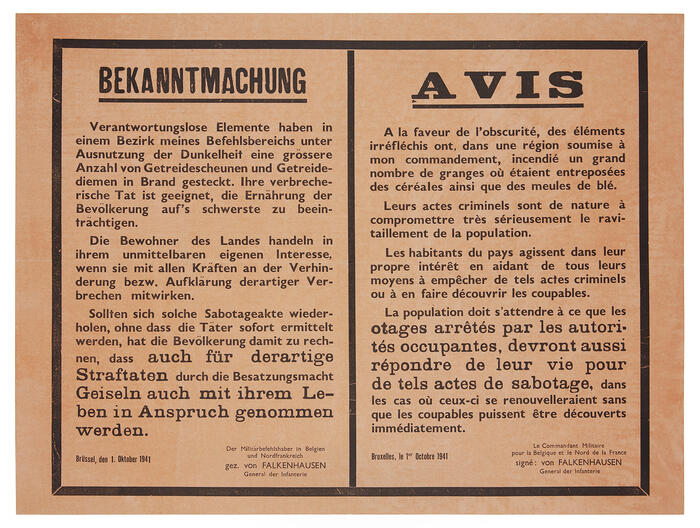 BEKANNTMACHUNG
Verantwortungslose Elemente haben in
einem Bezirk meines Befehlsbereichs unter
Ausnutzung der Dunkelheit eine grössere
Anzahl von Getreidescheunen und Getreide-
diemen in Brand gesteckt. Ihre verbreche-
rische Tat ist geeignet, die Ernährung der
Bevölkerung auf's schwerste zu beein-
trächtigen.
Die Bewohner des Landes handeln in
ihrem unmittelbaren eigenen Interesse,
wenn sie mit allen Kräften an der Verhin-
derung bezw. Aufklärung derartiger Ver-
brechen mitwirken.
Sollten sich solche Sabotageakte wieder-
holen, ohne dass die Täter sofort ermittelt
werden, hat die Bevölkerung damit zu rech-
nen, dass auch für derartige
Straftaten durch die Besatzungsmacht
Geiseln auch mit ihrem Le-
ben in Anspruch genommen
werden.
Brüssel, den 1. Oktober 1941
Der Militärbefehlshaber in Belgien
und Nordfrankreich
gez. von FALKENHAUSEN
General der Infanterie
AVIS
A la faveur de l'obscurité, des éléments
irréfléchis ont, dans une région soumise à
mon commandement, incendié un grand
nombre de granges où étaient entreposées
des céréales ainsi que des meules de blé.
Leurs actes criminels sont de nature à
compromettre très sérieusement le ravi-
taillement de la population.
Les habitants du pays agissent dans leur
propre intérêt en aidant de tous leurs
moyens à empêcher de tels actes criminels
ou à en faire découvrir les coupables.
La population doit s'attendre à ce que les
otages arrêtés par les autori-
tés occupantes, devront aussi
répondre de leur vie pour
de tels actes de sabotage, dans
les cas où ceux-ci se renouvelleraient sans
que les coupables puissent être découverts
immédiatement.
Bruxelles, le 1er Octobre 1941
Le Commandant Militaire
pour la Belgique et le Nord de la France
signé: von FALKENHAUSEN
General der Infanterie